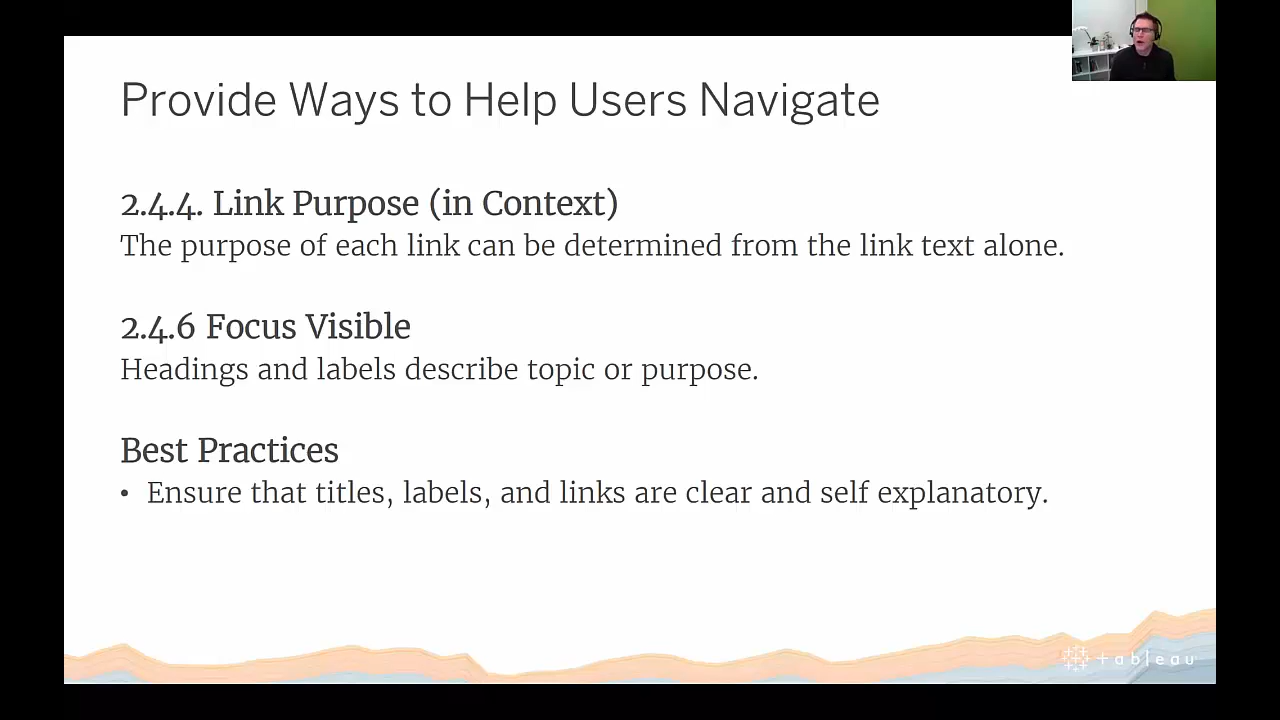 Provide Ways to Help Users Navigate
2.4.4. Link Purpose (in Context)
The purpose of each link can be determined from the link text alone.
2.4.6 Focus Visible
Headings and labels describe topic or purpose.
Best Practices
• Ensure that titles, labels, and links are clear and self explanatory.
+ableau